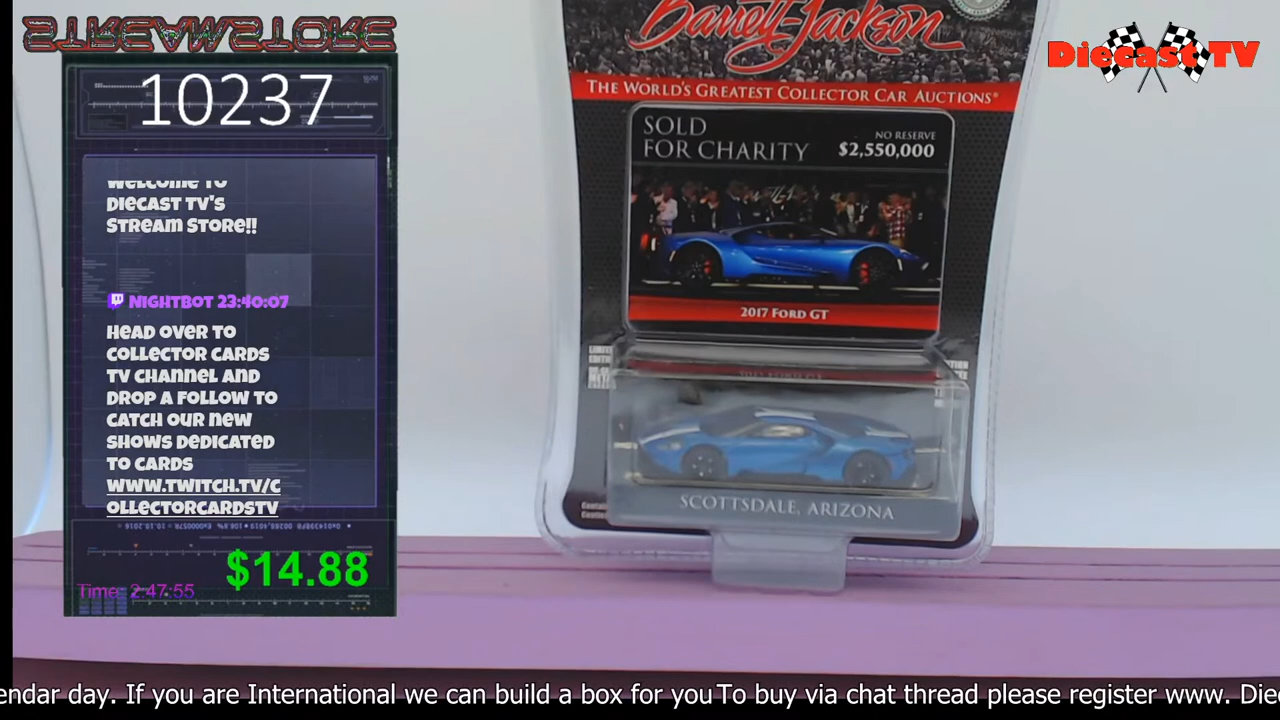 STREAMSTORE
10237
WELCOME TO
DIECAST TV'S
STREAM STORE!!
NIGHTBOT 23:40:07
HEAD OVER TO
COLLECTOR CARDS
TV CHANNEL AND
DROP A FOLLOW TO
CATCH OUR NEW
SHOWS DEDICATED
TO CARDS
WWW.TWITCH.TV/C
OLLECTORCARDSTV
$14.88
Time: 2:47:55
Barrett-Jackson
THE WORLD'S GREATEST COLLECTOR CAR AUCTIONS®
SOLD
FOR CHARITY
NO RESERVE
$2,550,000
2017 FORD GT
SCOTTSDALE, ARIZONA
Diecast TV
endar day. If you are International we can build a box for you To buy via chat thread please register www. Die